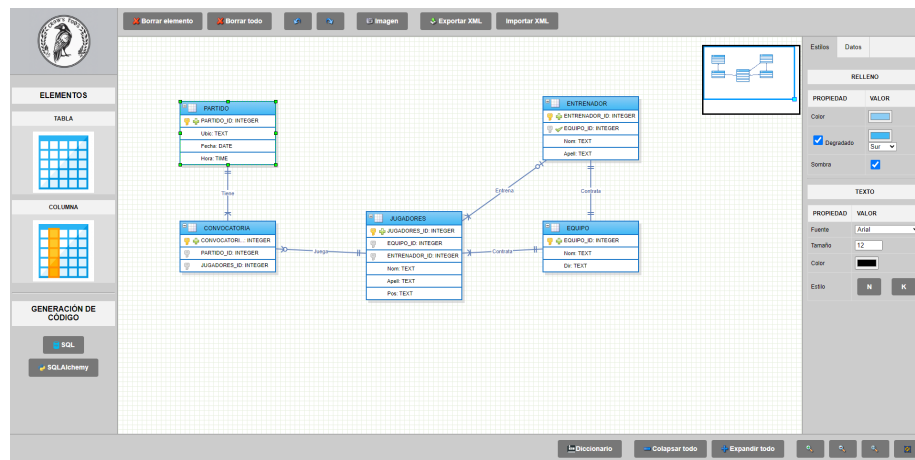 CROW'S FOOT
Borrar elemento
Borrar todo
Imagen
Exportar XML
Importar XML
ELEMENTOS
TABLA
COLUMNA
GENERACIÓN DE
CÓDIGO
SQL
SQLAlchemy
PARTIDO
PARTIDO_ID: INTEGER
Ubic: TEXT
Fecha: DATE
Hora: TIME
Tiene
CONVOCATORIA
CONVOCATORI...: INTEGER
PARTIDO_ID: INTEGER
JUGADORES_ID: INTEGER
Juega
JUGADORES
JUGADORES_ID: INTEGER
EQUIPO_ID: INTEGER
ENTRENADOR_ID: INTEGER
Nom: TEXT
Apell: TEXT
Pos: TEXT
Entrena
Contrata
ENTRENADOR
ENTRENADOR_ID: INTEGER
EQUIPO_ID: INTEGER
Nom: TEXT
Apell: TEXT
Contrata
EQUIPO
EQUIPO_ID: INTEGER
Nom: TEXT
Dir: TEXT
Estilos
Datos
RELLENO
PROPIEDAD VALOR
Color
Degradado
Sur
Sombra
TEXTO
PROPIEDAD VALOR
Fuente Arial
Tamaño 12
Color
Estilo N K
Diccionario
Colapsar todo
Expandir todo